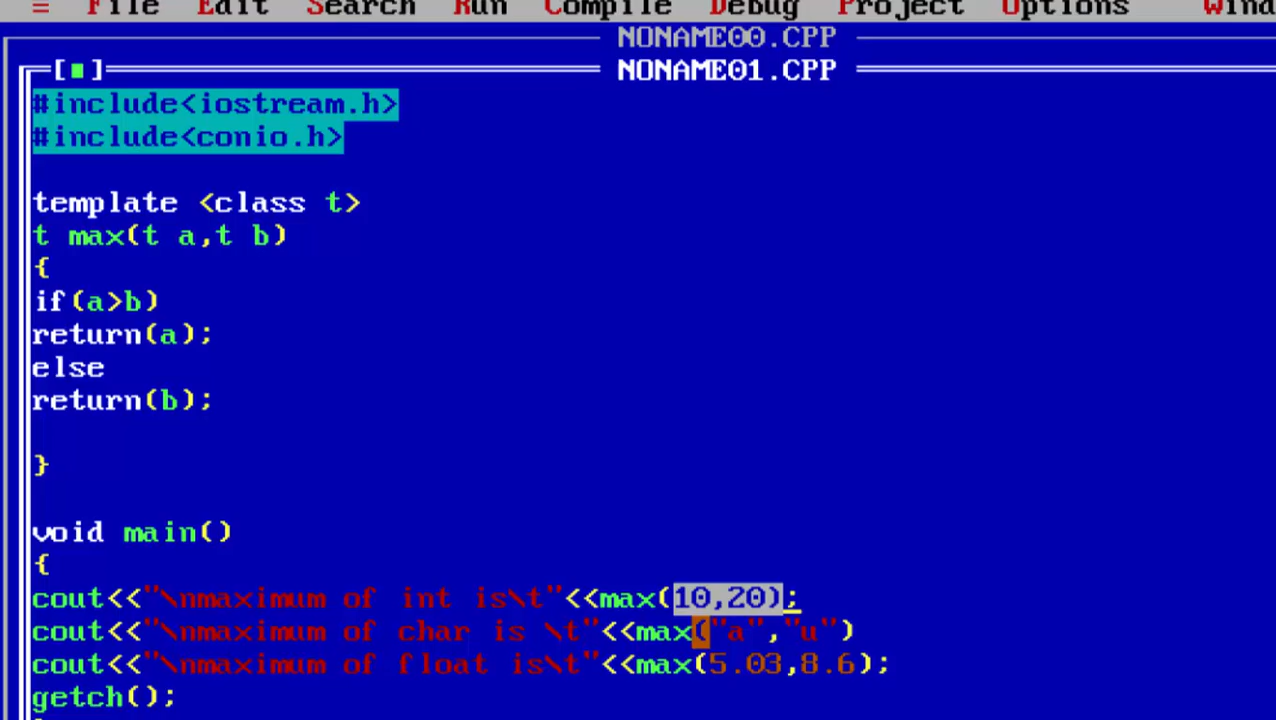 ≡ File Edit Search Run Compile Debug Project Options Wind
NONAME00.CPP
[■] NONAME01.CPP
#include<iostream.h>
#include<conio.h>
template <class t>
t max(t a,t b)
{
if(a>b)
return(a);
else
return(b);
}
void main()
{
cout<<"\nmaximum of int is\t"<<max(10,20);
cout<<"\nmaximum of char is \t"<<max("a","u")
cout<<"\nmaximum of float is\t"<<max(5.03,8.6);
getch();